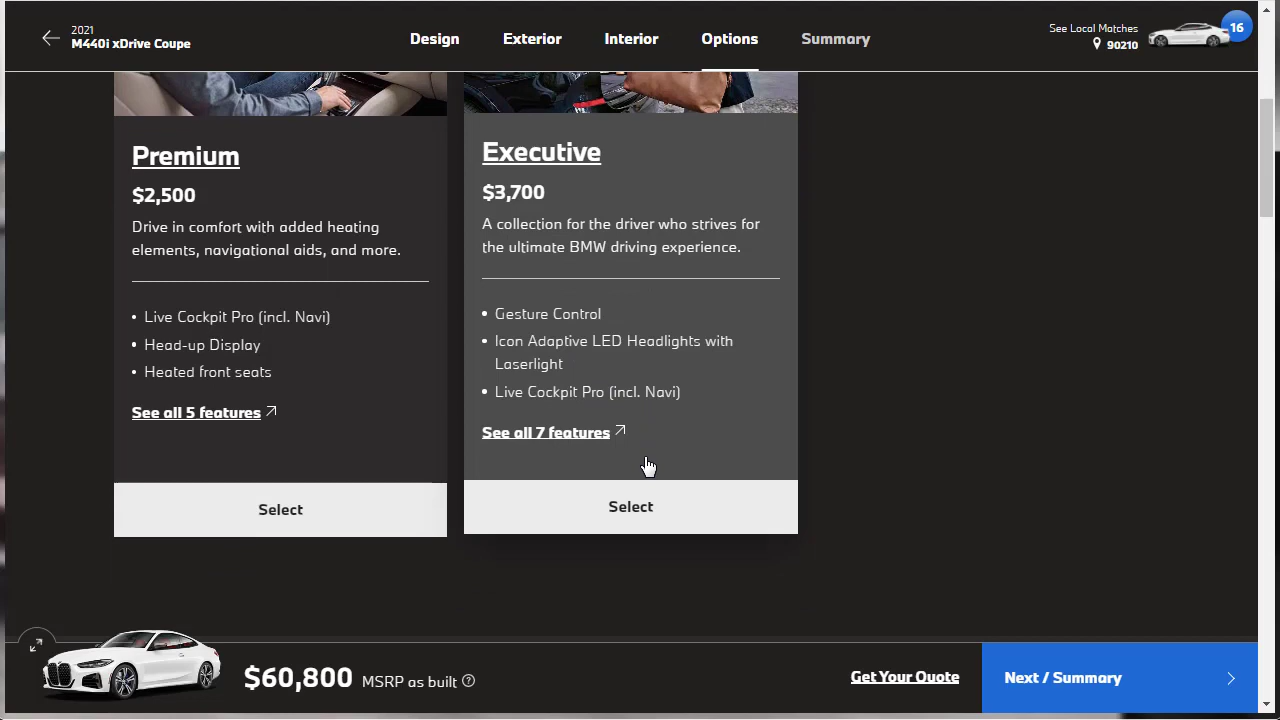 2021
M440i xDrive Coupe
Design
Exterior
Interior
Options
Summary
See Local Matches
90210
16
Premium
$2,500
Drive in comfort with added heating
elements, navigational aids, and more.
• Live Cockpit Pro (incl. Navi)
• Head-up Display
• Heated front seats
See all 5 features
Select
Executive
$3,700
A collection for the driver who strives for
the ultimate BMW driving experience.
• Gesture Control
• Icon Adaptive LED Headlights with
Laserlight
• Live Cockpit Pro (incl. Navi)
See all 7 features
Select
$60,800 MSRP as built
Get Your Quote
Next / Summary